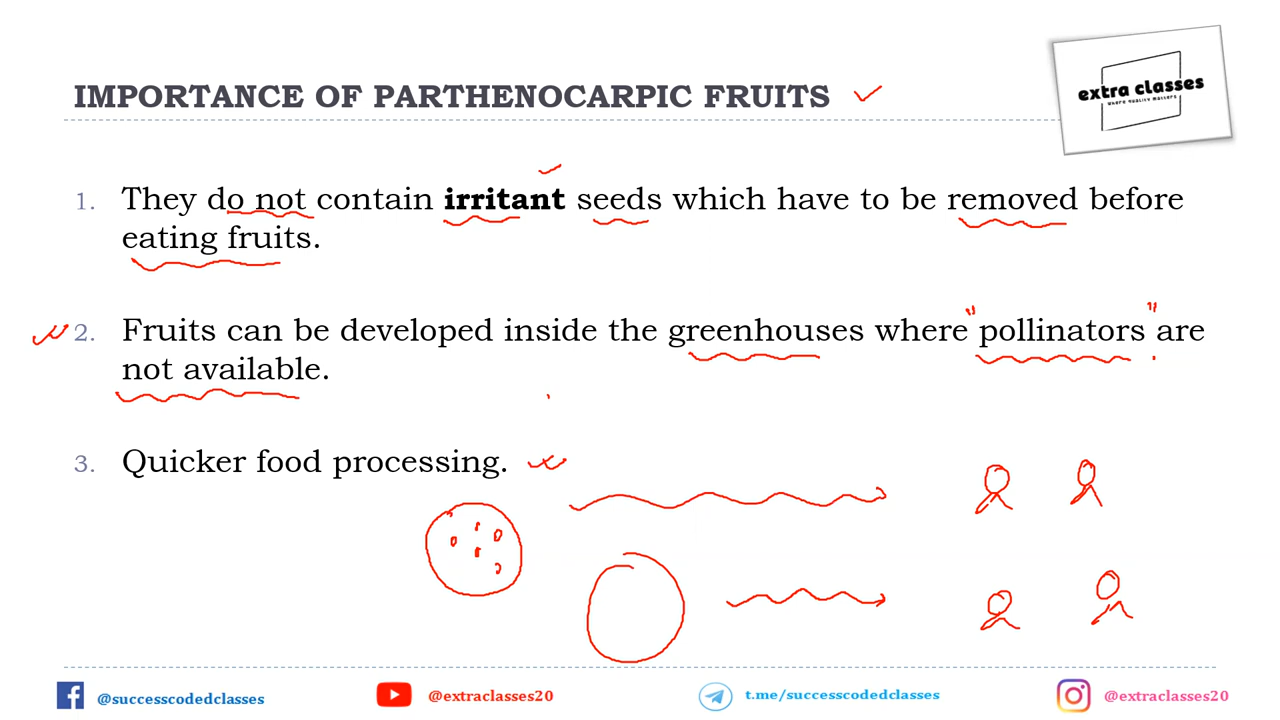 IMPORTANCE OF PARTHENOCARPIC FRUITS
extra classes
where quality matters
1. They do not contain irritant seeds which have to be removed before
eating fruits.
2. Fruits can be developed inside the greenhouses where "pollinators" are
not available.
3. Quicker food processing.
@successcodedclasses
@extraclasses20
t.me/successcodedclasses
@extraclasses20